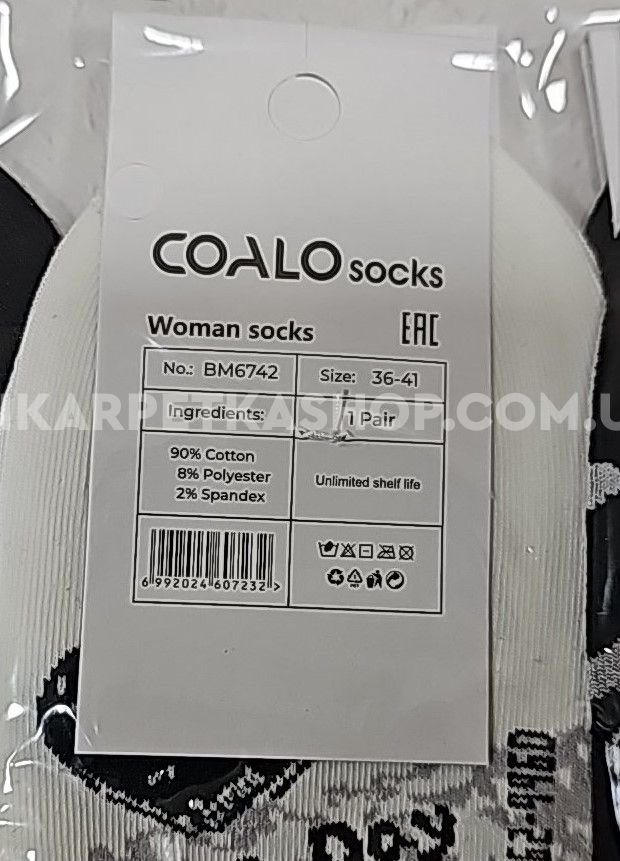 COALO socks
Woman socks EAC
No.: BM6742 Size: 36-41
Ingredients: 1 Pair
KARPETKASHOP.COM.U
90% Cotton
8% Polyester
2% Spandex
Unlimited shelf life
6 992024 607232 >
Day